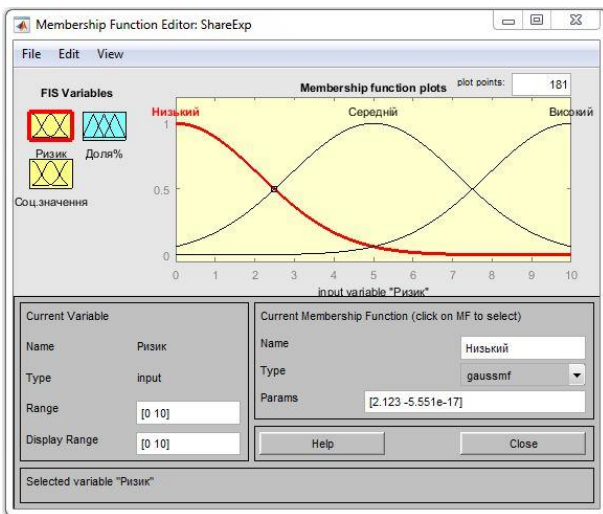 Membership Function Editor: ShareExp
File Edit View
FIS Variables
Ризик
Доля%
Соц.значення
Membership function plots
plot points:
181
Низький
Середній
Високий
1
0.5
0
0 1 2 3 4 5 6 7 8 9 10
input variable "Ризик"
Current Variable
Name Ризик
Type input
Range [0 10]
Display Range [0 10]
Current Membership Function (click on MF to select)
Name Низький
Type gaussmf
Params [2.123 -5.551e-17]
Help Close
Selected variable "Ризик"